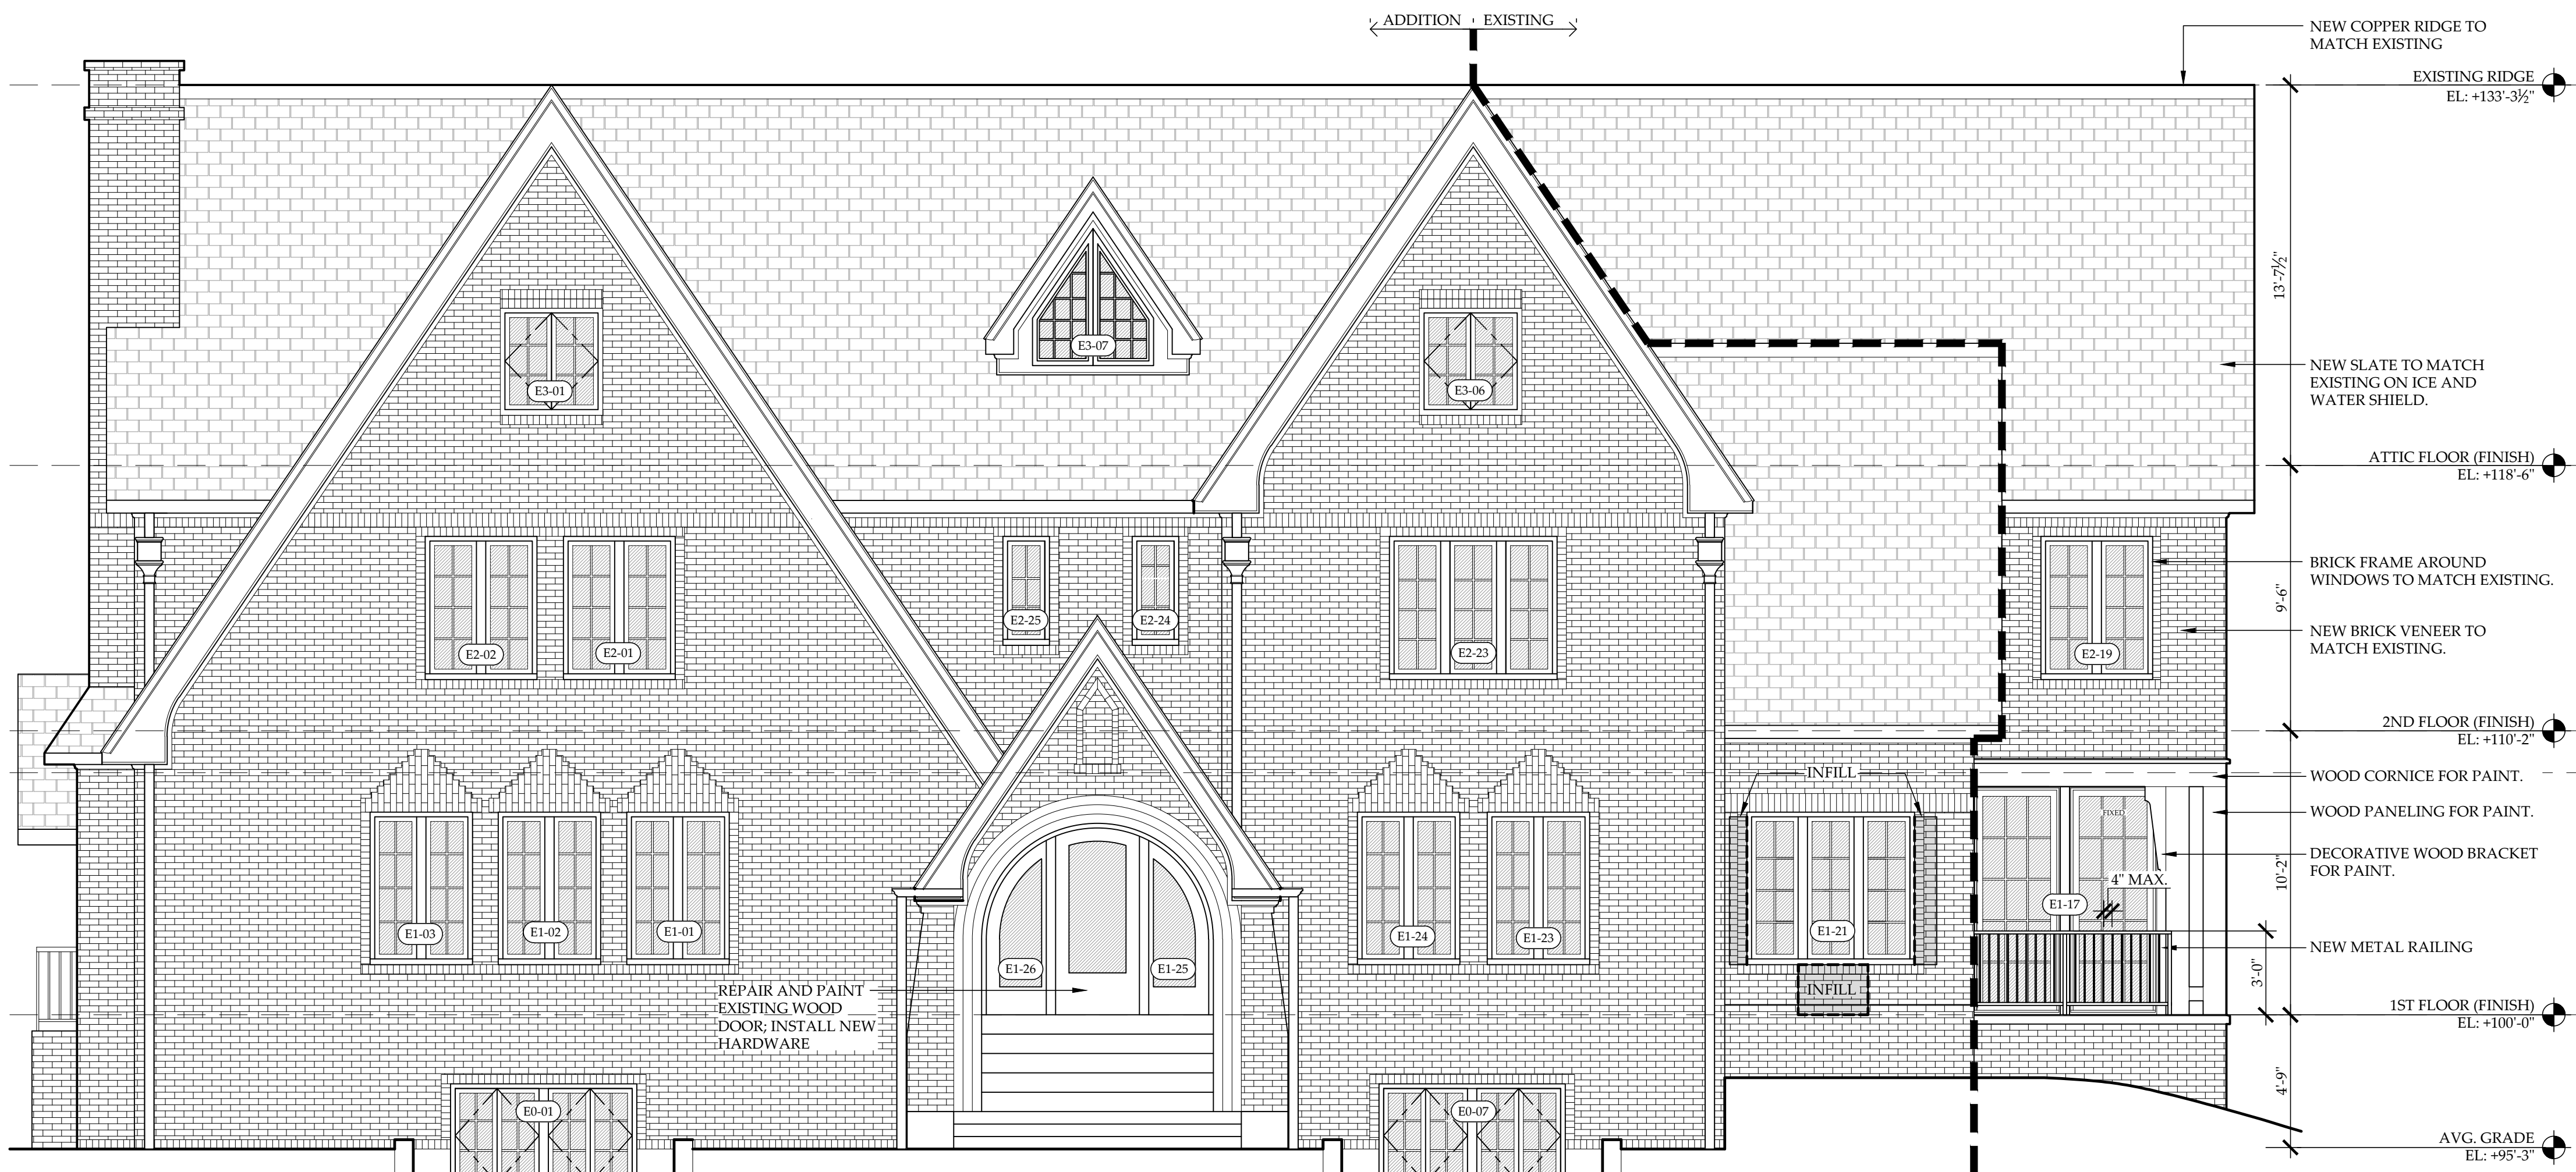 ADDITION EXISTING
NEW COPPER RIDGE TO
MATCH EXISTING
EXISTING RIDGE
EL: +133'-3½"
13'-7½"
E3-07
E3-01
E3-06
NEW SLATE TO MATCH
EXISTING ON ICE AND
WATER SHIELD.
ATTIC FLOOR (FINISH)
EL: +118'-6"
BRICK FRAME AROUND
WINDOWS TO MATCH EXISTING.
9'-6"
E2-25
E2-24
NEW BRICK VENEER TO
MATCH EXISTING.
E2-02
E2-01
E2-23
E2-19
2ND FLOOR (FINISH)
EL: +110'-2"
INFILL
WOOD CORNICE FOR PAINT.
WOOD PANELING FOR PAINT.
FIXED
DECORATIVE WOOD BRACKET
FOR PAINT.
10'-2"
4" MAX.
E1-17
E1-03
E1-02
E1-01
E1-24
E1-23
E1-21
NEW METAL RAILING
E1-26
E1-25
3'-0"
REPAIR AND PAINT
EXISTING WOOD
DOOR; INSTALL NEW
HARDWARE
INFILL
1ST FLOOR (FINISH)
EL: +100'-0"
4'-9"
E0-01
E0-07
AVG. GRADE
EL: +95'-3"